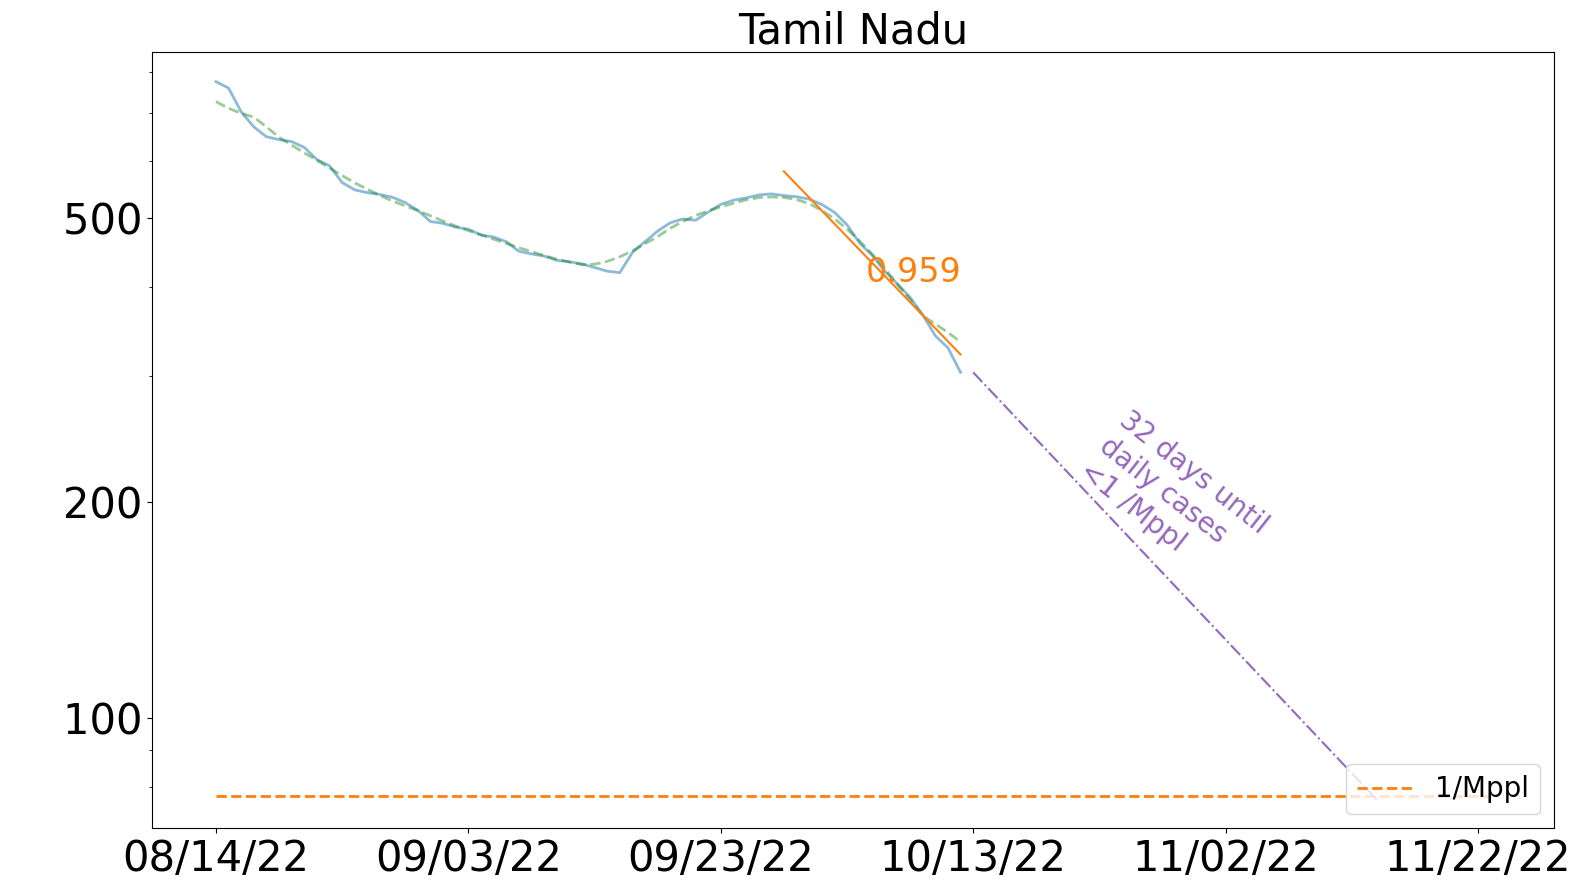 Tamil Nadu
500
200
100
0.959
32 days until
daily cases
<1 /Mppl
1/Mppl
08/14/22
09/03/22
09/23/22
10/13/22
11/02/22
11/22/22